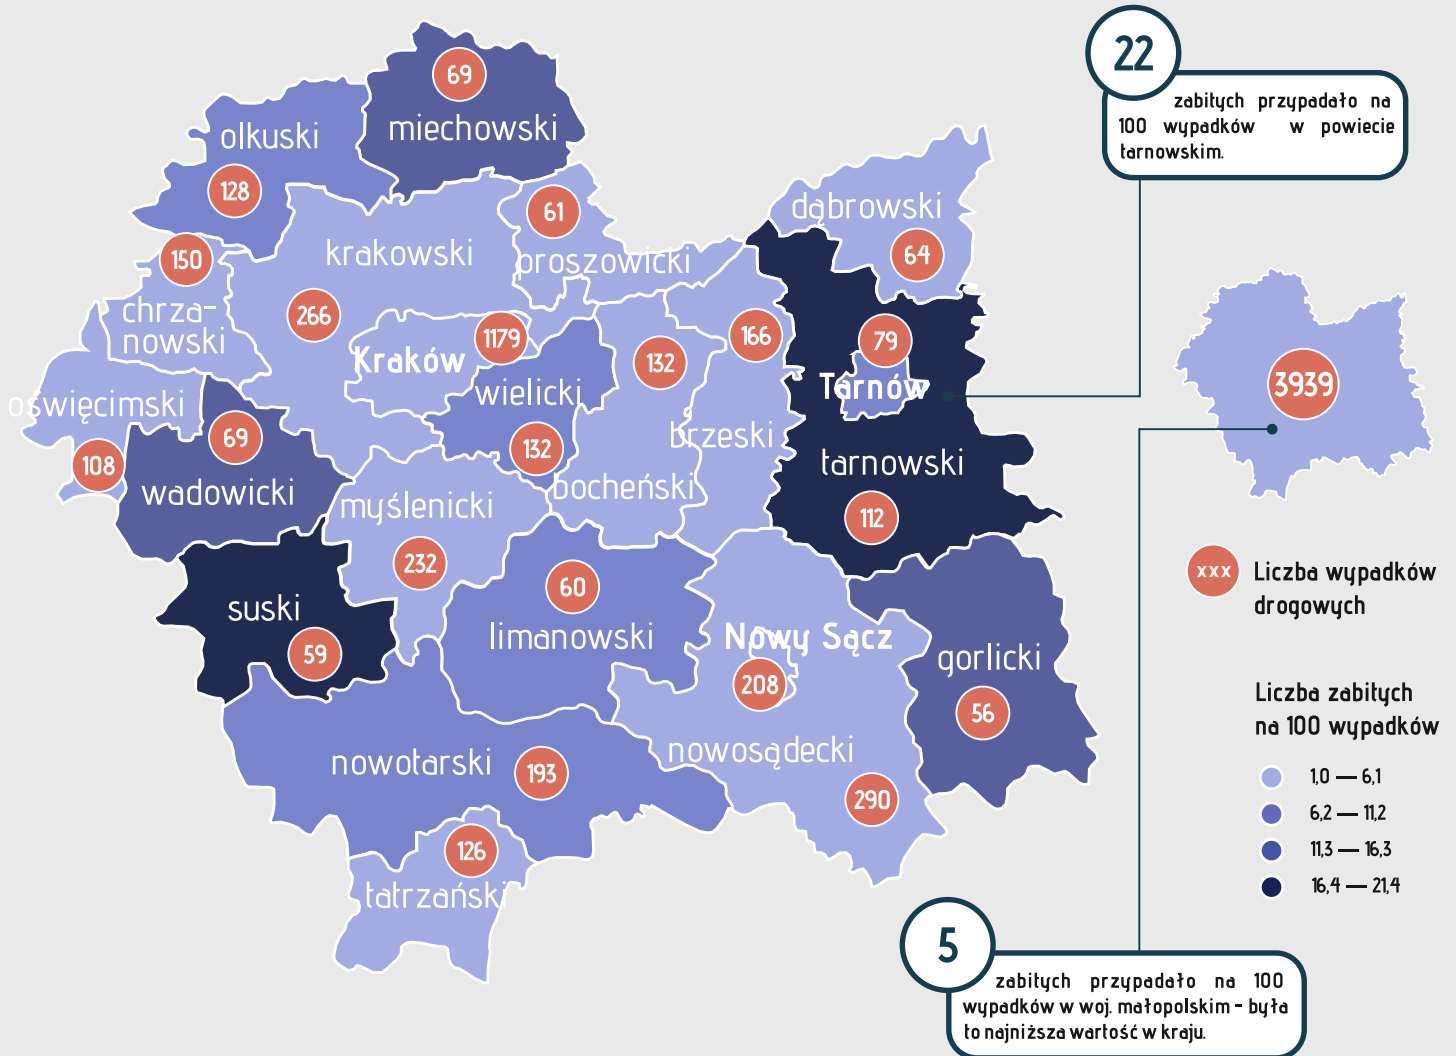 22
zabitych przypadało na
100 wypadków w powiecie
tarnowskim.
69
miechowski
olkuski
128
61
proszowicki
dąbrowski
64
krakowski
266
150
chrza-
nowski
1179
Kraków
wielicki
132
132
bocheński
166
brzeski
79
Tarnów
tarnowski
112
3939
oświęcimski
108
69
wadowicki
myślenicki
232
suski
59
60
limanowski
Nowy Sącz
208
nowosądecki
290
gorlicki
56
nowotarski
193
126
tatrzański
xxx
Liczba wypadków
drogowych
Liczba zabitych
na 100 wypadków
1,0 — 6,1
6,2 — 11,2
11,3 — 16,3
16,4 — 21,4
5
zabitych przypadało na 100
wypadków w woj. małopolskim - była
to najniższa wartość w kraju.